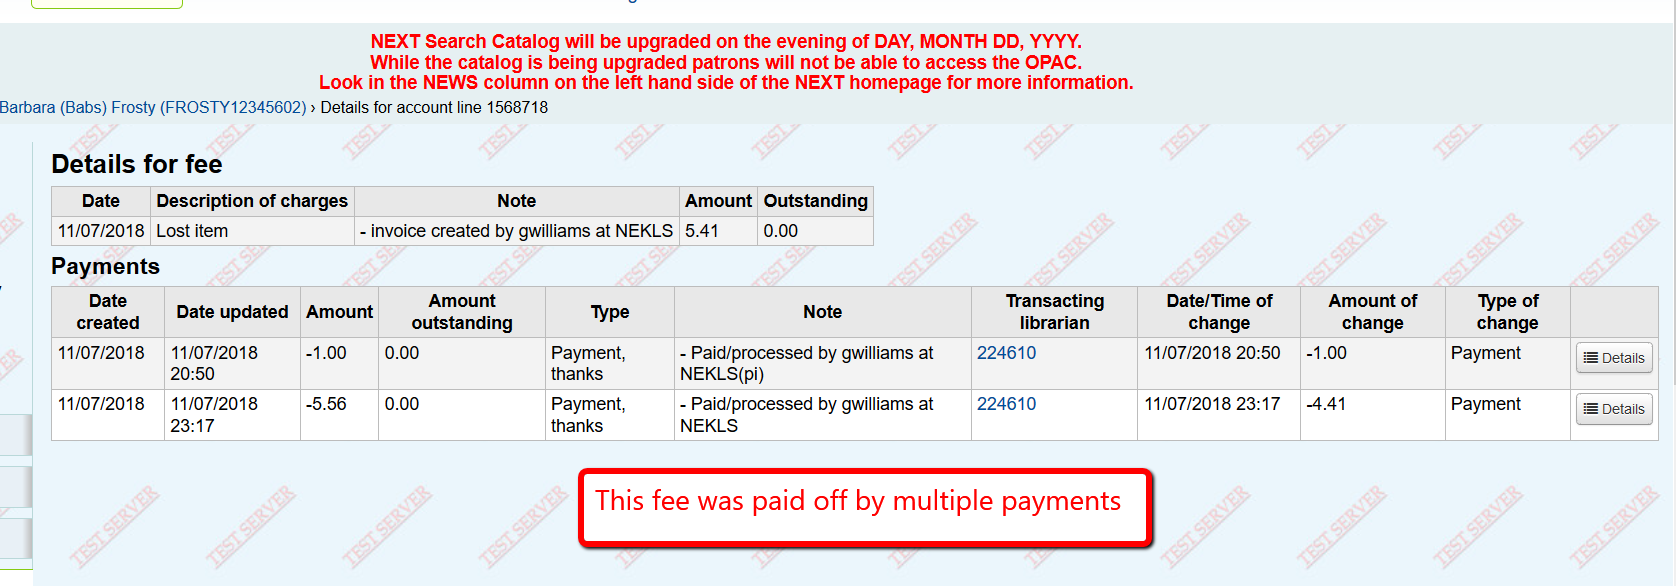 NEXT Search Catalog will be upgraded on the evening of DAY, MONTH DD, YYYY.
While the catalog is being upgraded patrons will not be able to access the OPAC.
Look in the NEWS column on the left hand side of the NEXT homepage for more information.
Barbara (Babs) Frosty (FROSTY12345602) › Details for account line 1568718
Details for fee
Date Description of charges Note Amount Outstanding
11/07/2018 Lost item - invoice created by gwilliams at NEKLS 5.41 0.00
Payments
Date created Date updated Amount Amount outstanding Type Note Transacting librarian Date/Time of change Amount of change Type of change
11/07/2018 11/07/2018 20:50 -1.00 0.00 Payment, thanks - Paid/processed by gwilliams at NEKLS(pi) 224610 11/07/2018 20:50 -1.00 Payment Details
11/07/2018 11/07/2018 23:17 -5.56 0.00 Payment, thanks - Paid/processed by gwilliams at NEKLS 224610 11/07/2018 23:17 -4.41 Payment Details
This fee was paid off by multiple payments
TEST SERVER